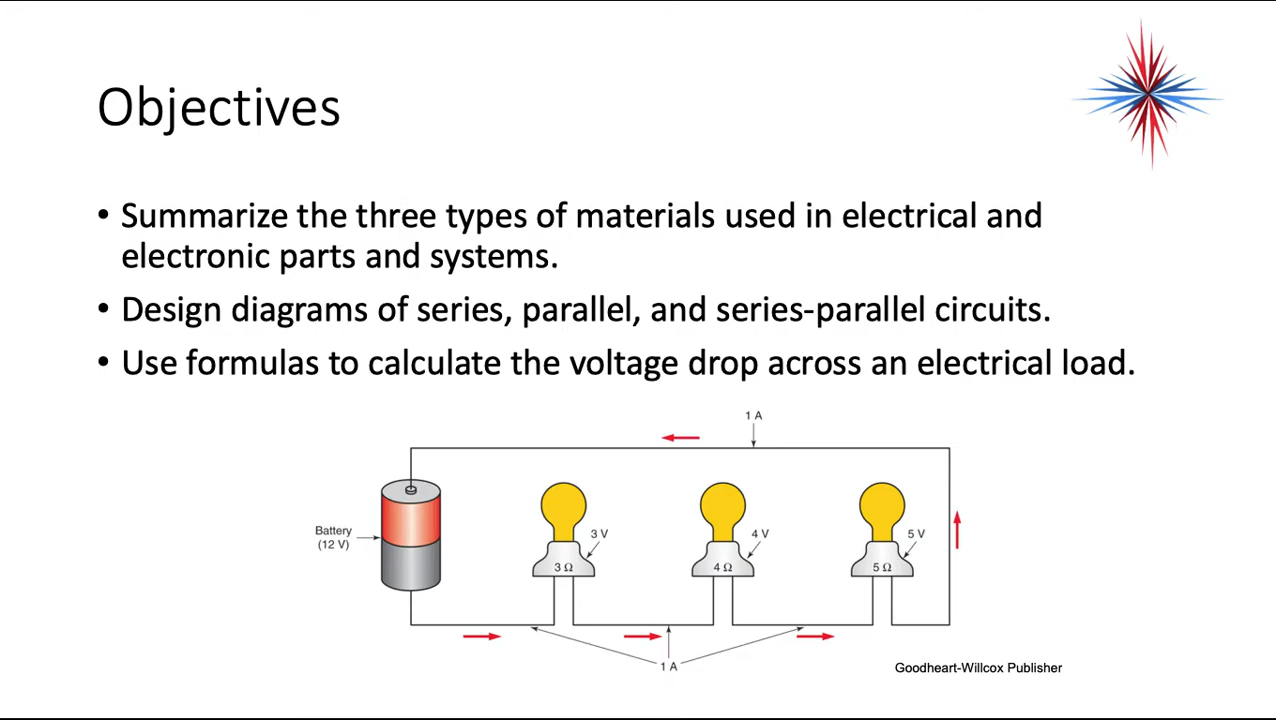 Objectives
• Summarize the three types of materials used in electrical and
electronic parts and systems.
• Design diagrams of series, parallel, and series-parallel circuits.
• Use formulas to calculate the voltage drop across an electrical load.
1 A
Battery
(12 V)
3 V
4 V
5 V
3 Ω
4 Ω
5 Ω
1 A
Goodheart-Willcox Publisher